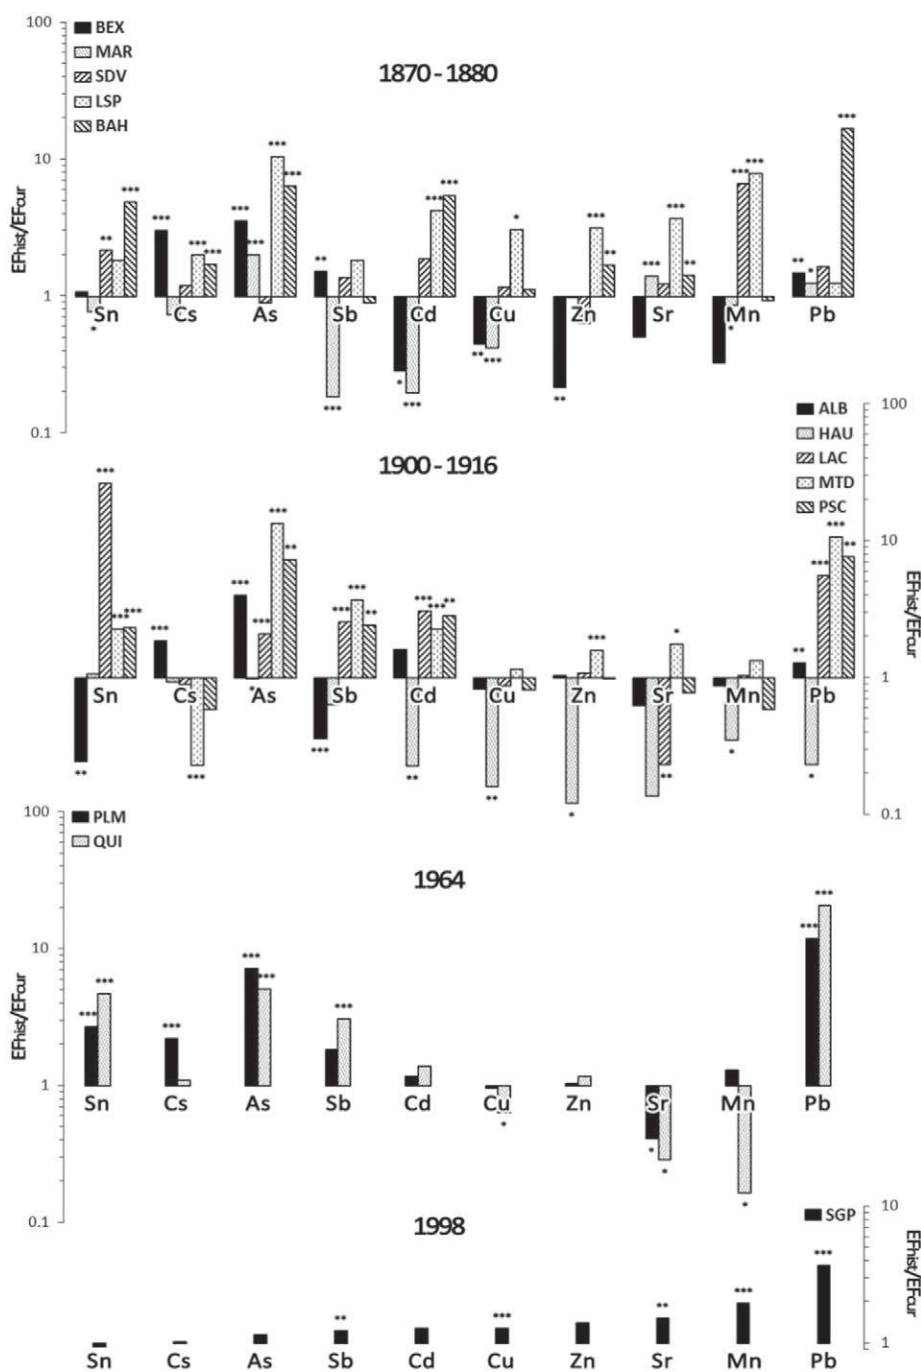 100
BEX
MAR
SDV
LSP
BAH
1870 - 1880
10
1
0.1
EFhist/EFcur
*** *** ** *** *** *** *** *** *** ** *** *** * *** ** *** *** ** *** *** ** * ***
Sn Cs As Sb Cd Cu Zn Sr Mn Pb
* *** * *** ** *** ** *
ALB
HAU
LAC
MTD
PSC
100
1900 - 1916
10
1
0.1
EFhist/EFcur
*** *** *** *** *** *** ** *** *** ** *** *** ** *** * ** *** *** **
Sn Cs As Sb Cd Cu Zn Sr Mn Pb
** *** * *** ** ** * ** * *
100
PLM
QUI
1964
10
1
0.1
EFhist/EFcur
*** *** *** *** *** *** *** ***
Sn Cs As Sb Cd Cu Zn Sr Mn Pb
* * * *
1998
SGP
10
1
EFhist/EFcur
** *** ** *** ***
Sn Cs As Sb Cd Cu Zn Sr Mn Pb